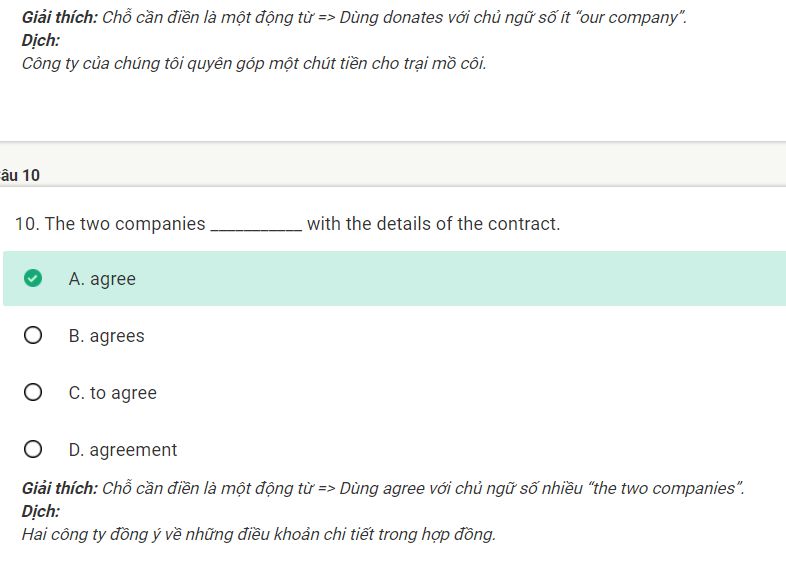 Giải thích: Chỗ cần điền là một động từ => Dùng donates với chủ ngữ số ít “our company”.
Dịch:
Công ty của chúng tôi quyên góp một chút tiền cho trại mồ côi.
âu 10
10. The two companies __________ with the details of the contract.
A. agree
B. agrees
C. to agree
D. agreement
Giải thích: Chỗ cần điền là một động từ => Dùng agree với chủ ngữ số nhiều “the two companies”.
Dịch:
Hai công ty đồng ý về những điều khoản chi tiết trong hợp đồng.